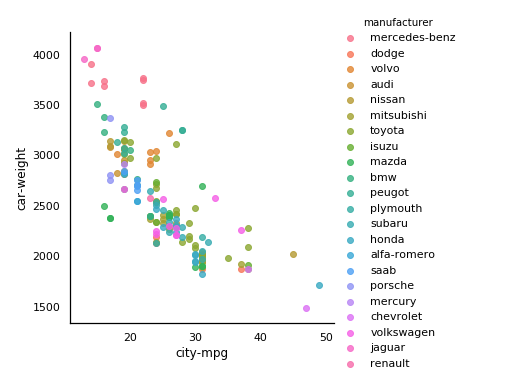 manufacturer
mercedes-benz
dodge
volvo
audi
nissan
mitsubishi
toyota
isuzu
mazda
bmw
peugot
plymouth
subaru
honda
alfa-romero
saab
porsche
mercury
chevrolet
volkswagen
jaguar
renault
4000
3500
3000
2500
2000
1500
car-weight
20 30 40 50
city-mpg